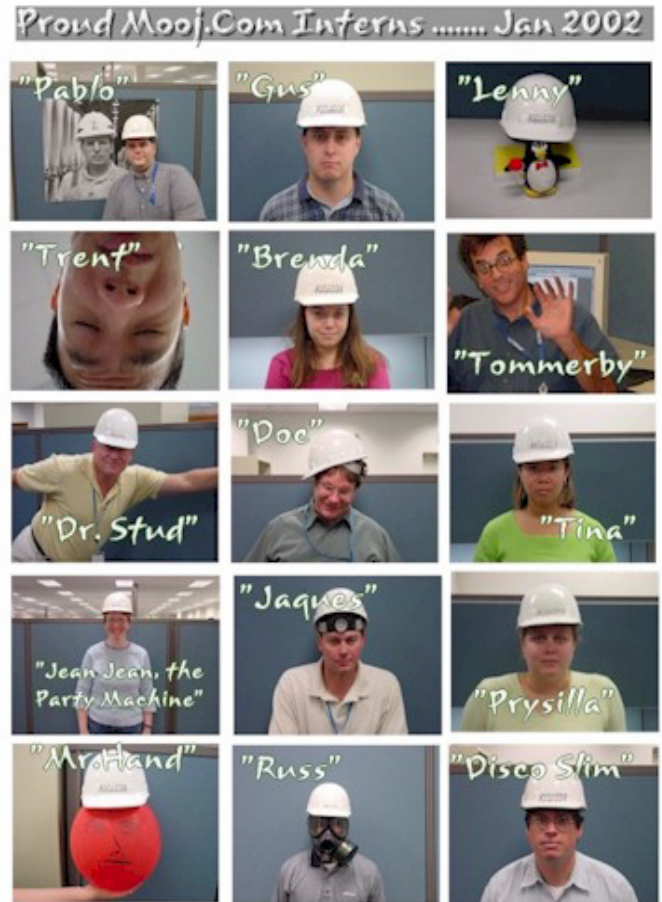 Proud Mooj.Com Interns ....... Jan 2002
"Pablo"
"Gus"
"Lenny"
"Trent"
"Brenda"
"Tommerby"
"Dr. Stud"
"Doc"
"Tina"
"Jean Jean, the
Party Machine"
"Jaques"
"Prysilla"
"Mr.Hand"
"Russ"
"Disco Slim"